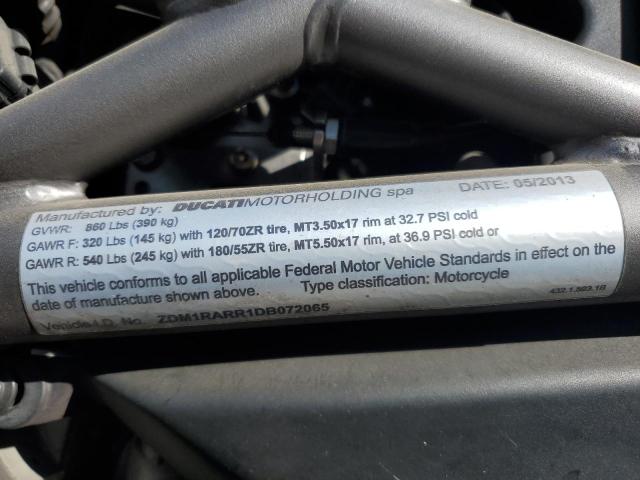 Manufactured by: DUCATIMOTORHOLDING spa DATE: 05/2013
GVWR: 860 Lbs (390 kg)
GAWR F: 320 Lbs (145 kg) with 120/70ZR tire, MT3.50x17 rim at 32.7 PSI cold
GAWR R: 540 Lbs (245 kg) with 180/55ZR tire, MT5.50x17 rim, at 36.9 PSI cold or
This vehicle conforms to all applicable Federal Motor Vehicle Standards in effect on the
date of manufacture shown above. Type classification: Motorcycle
Vehicle I.D. No. ZDM1RARR1DB072065 432.1.593.1B